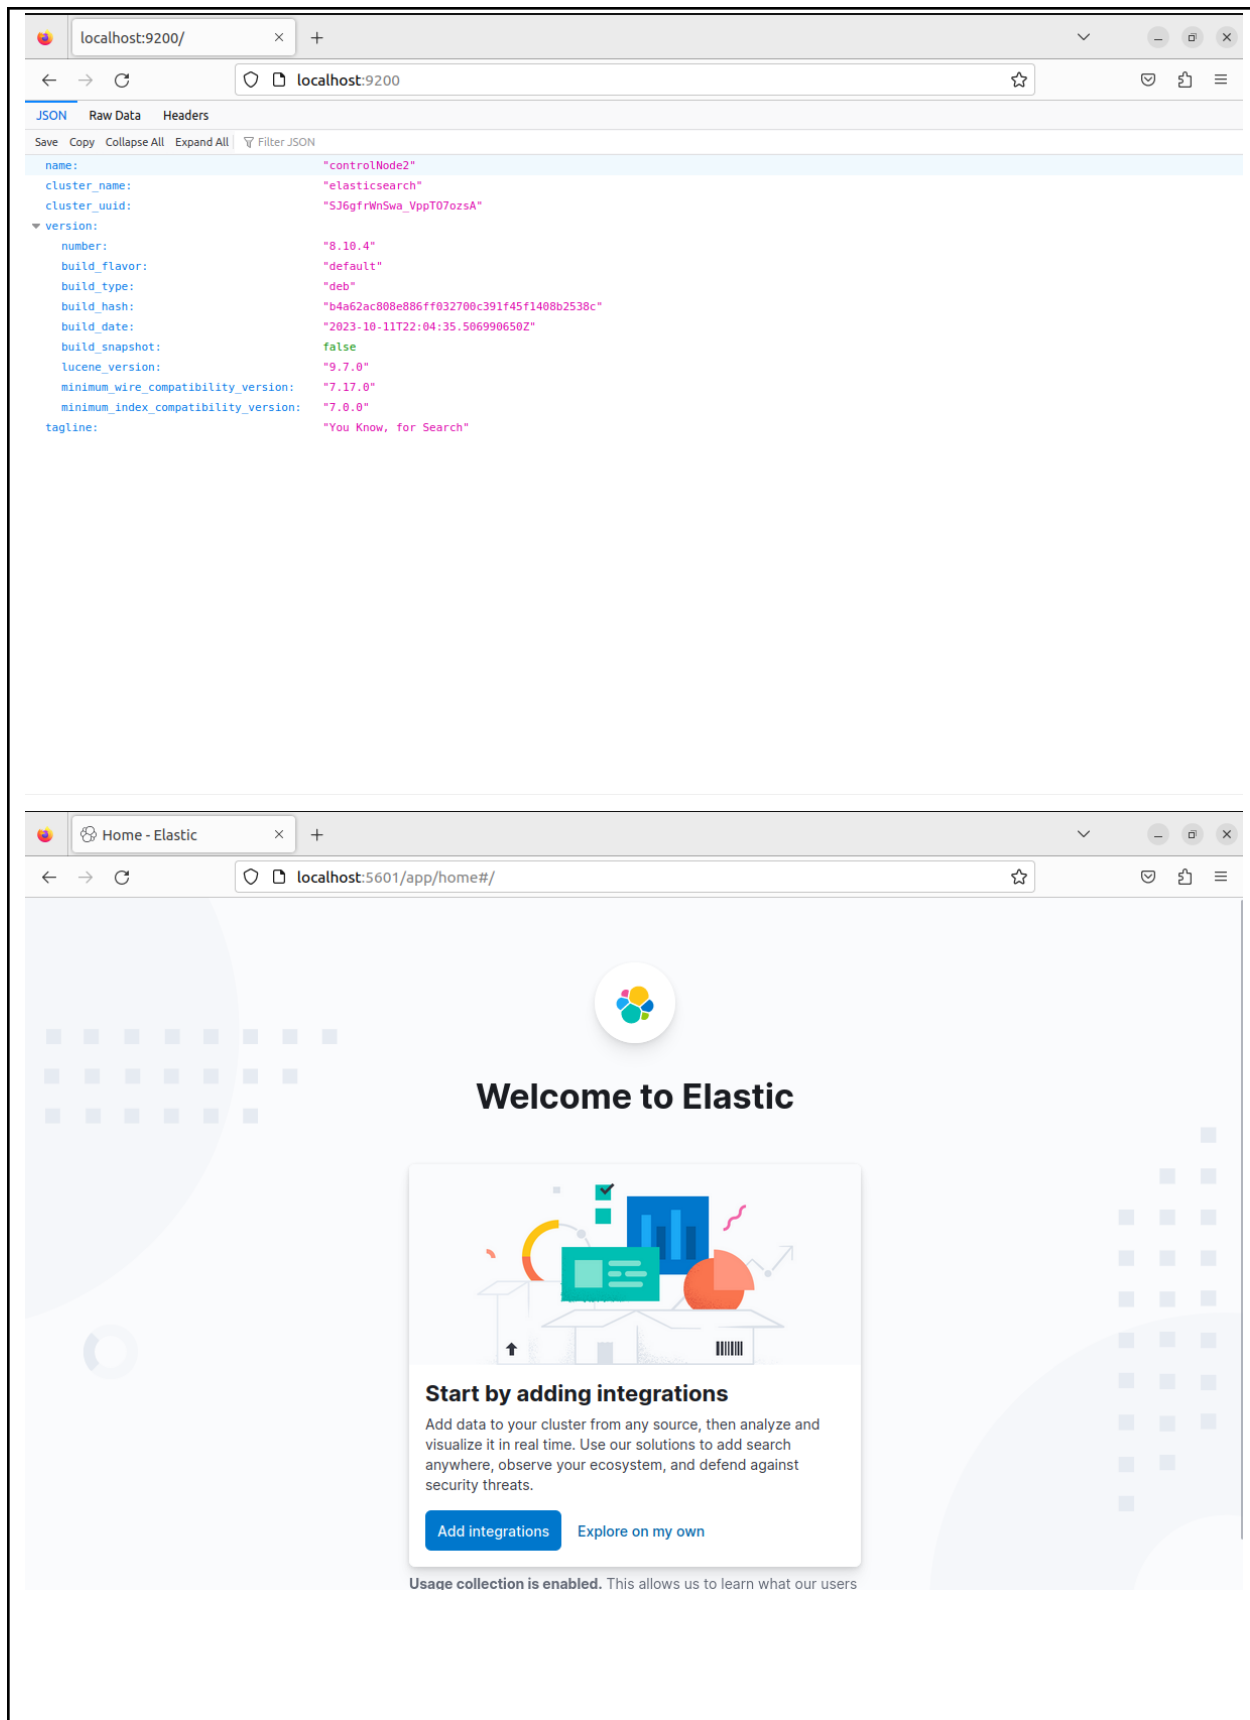 localhost:9200/
localhost:9200
JSON Raw Data Headers
Save Copy Collapse All Expand All Filter JSON
name: "controlNode2"
cluster_name: "elasticsearch"
cluster_uuid: "SJ6gfrWnSwa_VppTO7ozsA"
version:
number: "8.10.4"
build_flavor: "default"
build_type: "deb"
build_hash: "b4a62ac808e886ff032700c391f45f1408b2538c"
build_date: "2023-10-11T22:04:35.506990650Z"
build_snapshot: false
lucene_version: "9.7.0"
minimum_wire_compatibility_version: "7.17.0"
minimum_index_compatibility_version: "7.0.0"
tagline: "You Know, for Search"
Home - Elastic
localhost:5601/app/home#/
Welcome to Elastic
Start by adding integrations
Add data to your cluster from any source, then analyze and
visualize it in real time. Use our solutions to add search
anywhere, observe your ecosystem, and defend against
security threats.
Add integrations Explore on my own
Usage collection is enabled. This allows us to learn what our users